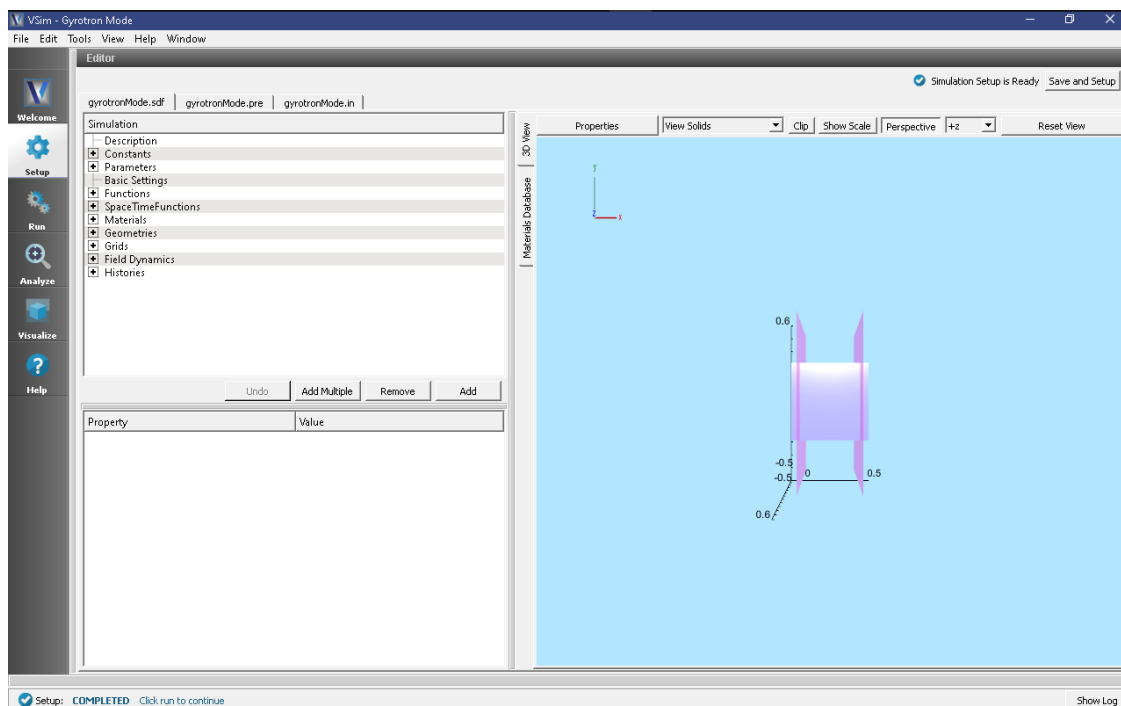 VSim - Gyrotron Mode
File Edit Tools View Help Window
Editor
Simulation Setup is Ready Save and Setup
gyrotronMode.sdf gyrotronMode.pre gyrotronMode.in
Welcome
Setup
Run
Analyze
Visualize
Help
Simulation
Description
Constants
Parameters
Basic Settings
Functions
SpaceTimeFunctions
Materials
Geometries
Grids
Field Dynamics
Histories
Undo Add Multiple Remove Add
Property Value
3D View
Materials Database
Properties View Solids Clip Show Scale Perspective +z Reset View
y
z x
0.6
-0.5
-0.5 0 0.5
0.6
Setup: COMPLETED Click run to continue Show Log